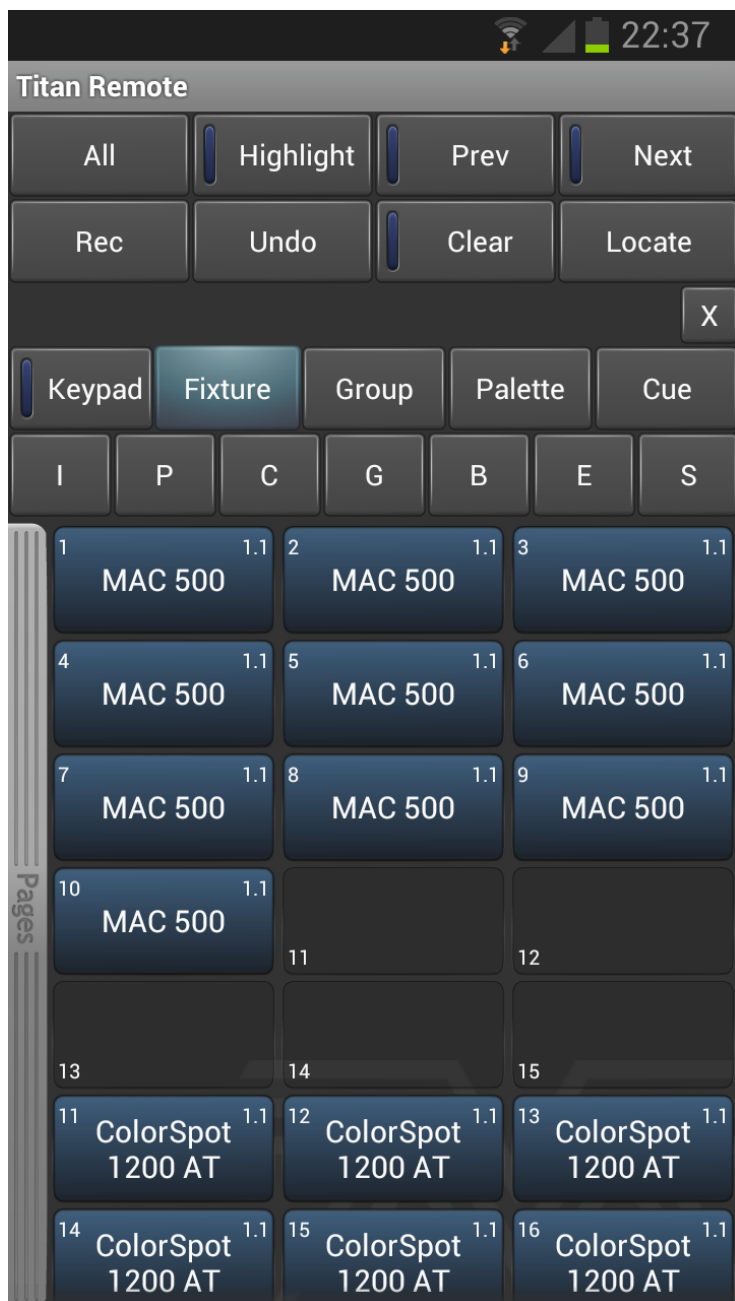 22:37
Titan Remote
All Highlight Prev Next
Rec Undo Clear Locate
X
Keypad Fixture Group Palette Cue
I P C G B E S
1 1.1 2 1.1 3 1.1
MAC 500 MAC 500 MAC 500
4 1.1 5 1.1 6 1.1
MAC 500 MAC 500 MAC 500
7 1.1 8 1.1 9 1.1
MAC 500 MAC 500 MAC 500
Pages
10 1.1
MAC 500
11 12
13 14 15
11 1.1 12 1.1 13 1.1
ColorSpot ColorSpot ColorSpot
1200 AT 1200 AT 1200 AT
14 1.1 15 1.1 16 1.1
ColorSpot ColorSpot ColorSpot
1200 AT 1200 AT 1200 AT